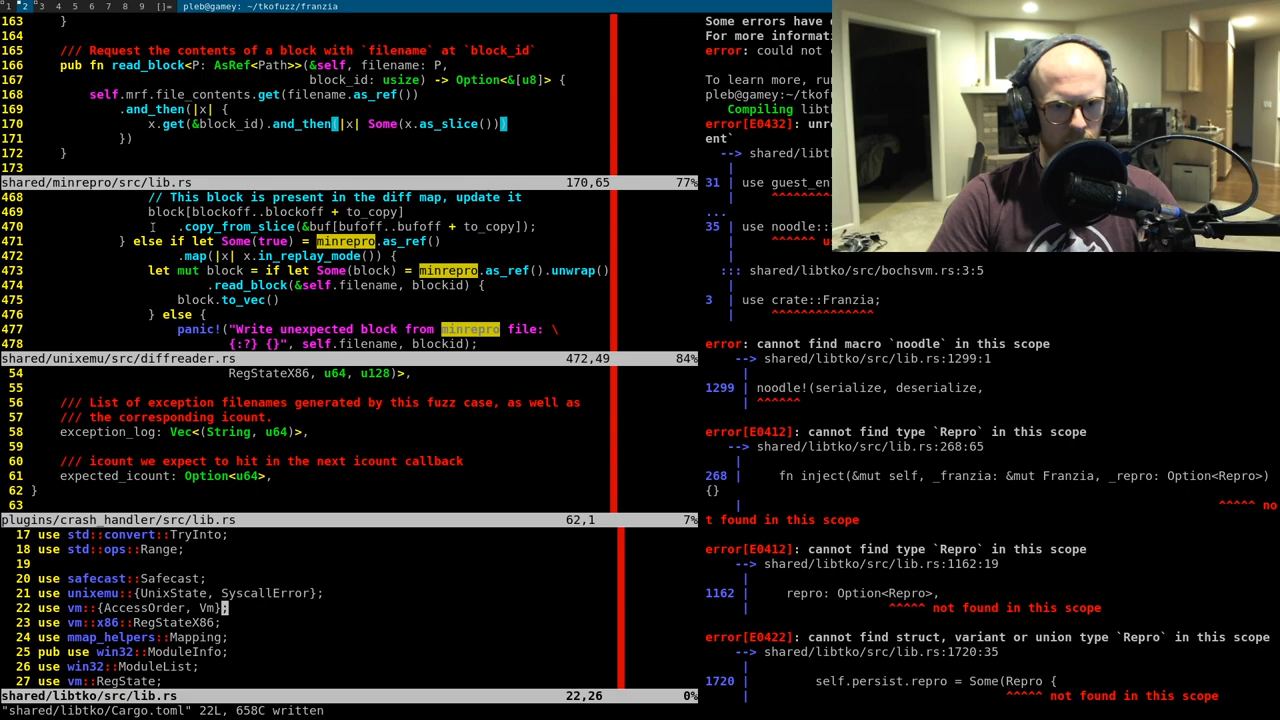 1 2 3 4 5 6 7 8 9 []= pleb@gamey: ~/tkofuzz/franzia
163     }
164
165     /// Request the contents of a block with `filename` at `block_id`
166     pub fn read_block<P: AsRef<Path>>(&self, filename: P,
167                                       block_id: usize) -> Option<&[u8]> {
168         self.mrf.file_contents.get(filename.as_ref())
169             .and_then(|x| {
170                 x.get(&block_id).and_then(|x| Some(x.as_slice()))
171             })
172     }
173
shared/minrepro/src/lib.rs 170,65 77%
468                 // This block is present in the diff map, update it
469                 block[blockoff..blockoff + to_copy]
470                     .copy_from_slice(&buf[bufoff..bufoff + to_copy]);
471             } else if let Some(true) = minrepro.as_ref()
472                     .map(|x| x.in_replay_mode()) {
473                 let mut block = if let Some(block) = minrepro.as_ref().unwrap()
474                         .read_block(&self.filename, blockid) {
475                     block.to_vec()
476                 } else {
477                     panic!("Write unexpected block from minrepro file: \
478                            {:?} {}", self.filename, blockid);
shared/unixemu/src/diffreader.rs 472,49 84%
54                            RegStateX86, u64, u128)>,
55
56     /// List of exception filenames generated by this fuzz case, as well as
57     /// the corresponding icount.
58     exception_log: Vec<(String, u64)>,
59
60     /// icount we expect to hit in the next icount callback
61     expected_icount: Option<u64>,
62 }
63
plugins/crash_handler/src/lib.rs 62,1 7%
17 use std::convert::TryInto;
18 use std::ops::Range;
19
20 use safecast::Safecast;
21 use unixemu::{UnixState, SyscallError};
22 use vm::{AccessOrder, Vm};
23 use vm::x86::RegStateX86;
24 use mmap_helpers::Mapping;
25 pub use win32::ModuleInfo;
26 use win32::ModuleList;
27 use vm::RegState;
shared/libtko/src/lib.rs 22,26 0%
"shared/libtko/Cargo.toml" 22L, 658C written
Some errors have
For more informati
error: could not
To learn more, run
pleb@gamey:~/tko
Compiling libt
error[E0432]: unre
ent`
--> shared/libt
31 | use guest_en
^^^^^^^^
...
35 | use noodle::
^^^^^^ u
::: shared/libtko/src/bochsvm.rs:3:5
|
3 | use crate::Franzia;
| ^^^^^^^^^^^^^^
error: cannot find macro `noodle` in this scope
--> shared/libtko/src/lib.rs:1299:1
|
1299 | noodle!(serialize, deserialize,
| ^^^^^^
error[E0412]: cannot find type `Repro` in this scope
--> shared/libtko/src/lib.rs:268:65
|
268 |     fn inject(&mut self, _franzia: &mut Franzia, _repro: Option<Repro>)
{}
| ^^^^^ no
t found in this scope
error[E0412]: cannot find type `Repro` in this scope
--> shared/libtko/src/lib.rs:1162:19
|
1162 |     repro: Option<Repro>,
| ^^^^^ not found in this scope
error[E0422]: cannot find struct, variant or union type `Repro` in this scope
--> shared/libtko/src/lib.rs:1720:35
|
1720 |         self.persist.repro = Some(Repro {
| ^^^^^ not found in this scope